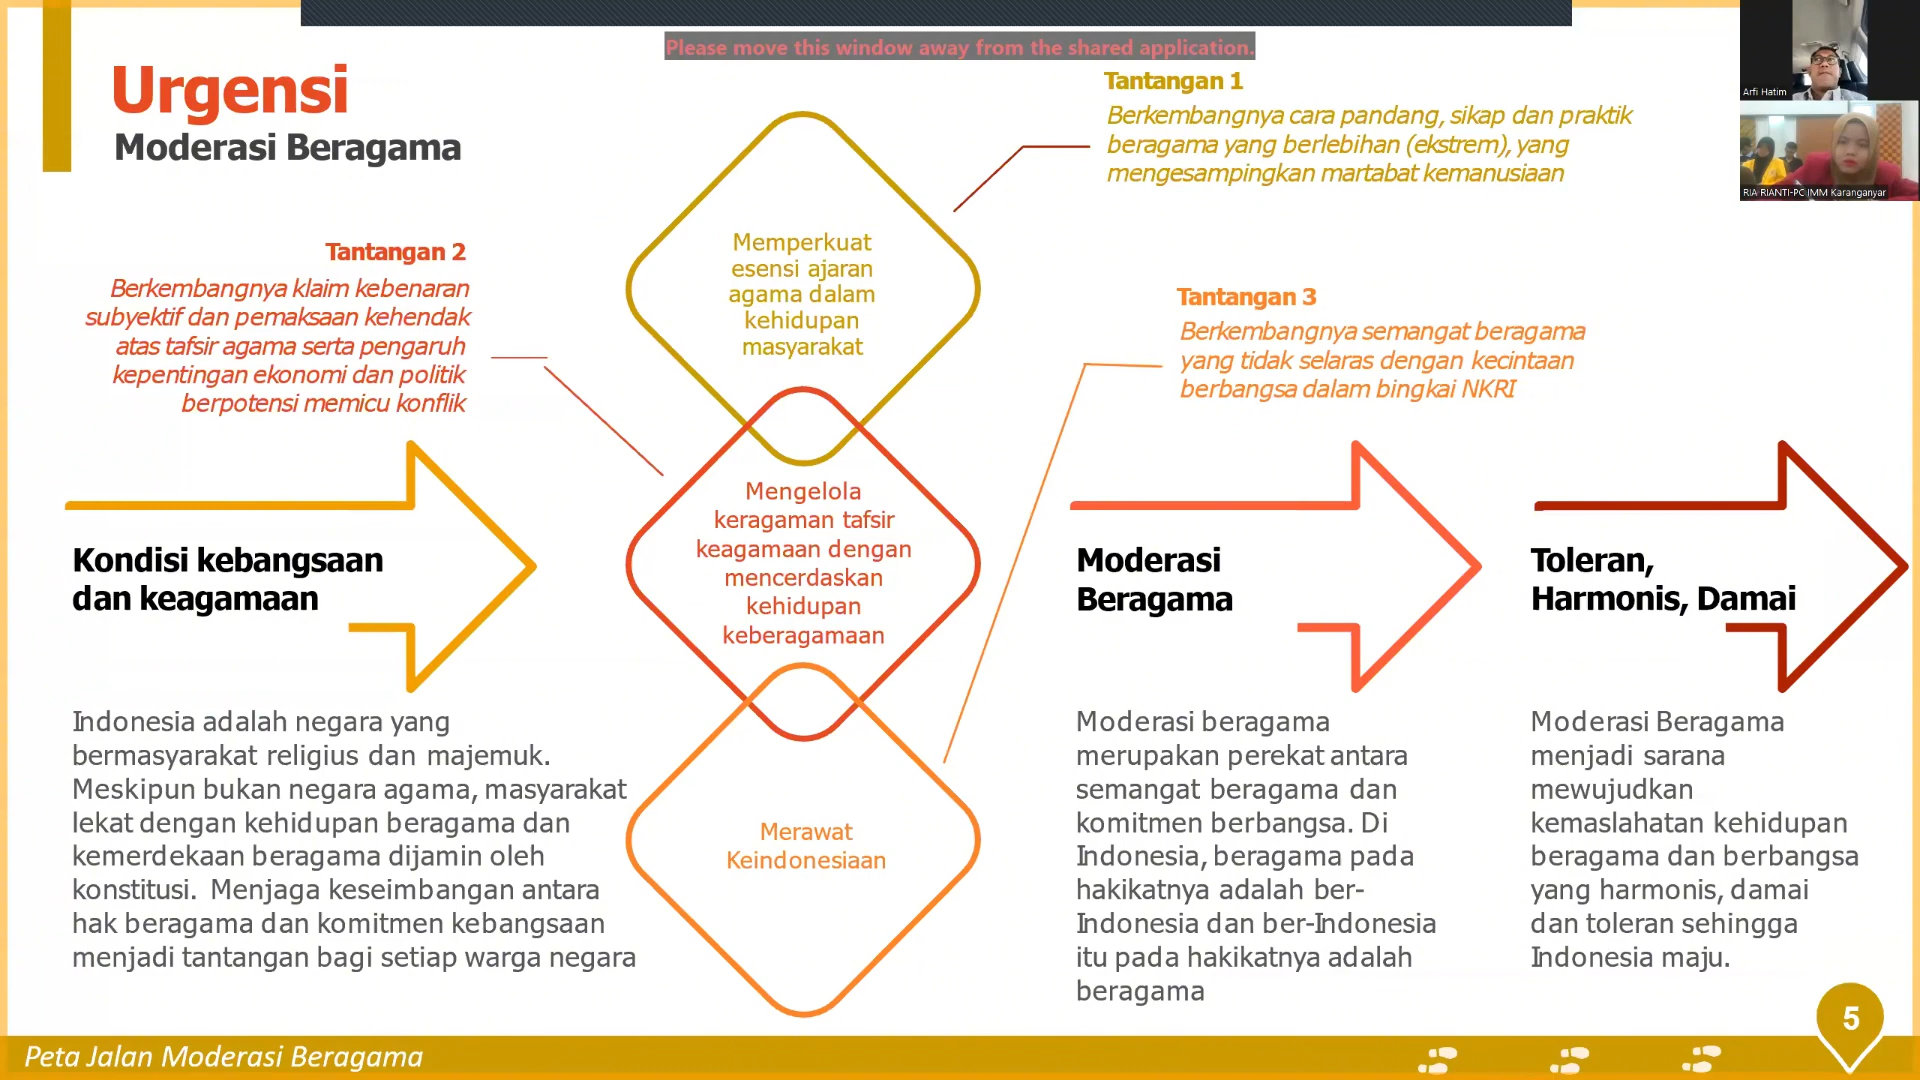 Please move this window away from the shared application.
Urgensi
Moderasi Beragama
Tantangan 1
Berkembangnya cara pandang, sikap dan praktik
beragama yang berlebihan (ekstrem), yang
mengesampingkan martabat kemanusiaan
Arfi Hatim
RIA RIANTI-PC IMM Karanganyar
Tantangan 2
Berkembangnya klaim kebenaran
subyektif dan pemaksaan kehendak
atas tafsir agama serta pengaruh
kepentingan ekonomi dan politik
berpotensi memicu konflik
Memperkuat
esensi ajaran
agama dalam
kehidupan
masyarakat
Tantangan 3
Berkembangnya semangat beragama
yang tidak selaras dengan kecintaan
berbangsa dalam bingkai NKRI
Kondisi kebangsaan
dan keagamaan
Mengelola
keragaman tafsir
keagamaan dengan
mencerdaskan
kehidupan
keberagamaan
Moderasi
Beragama
Toleran,
Harmonis, Damai
Indonesia adalah negara yang
bermasyarakat religius dan majemuk.
Meskipun bukan negara agama, masyarakat
lekat dengan kehidupan beragama dan
kemerdekaan beragama dijamin oleh
konstitusi. Menjaga keseimbangan antara
hak beragama dan komitmen kebangsaan
menjadi tantangan bagi setiap warga negara
Merawat
Keindonesiaan
Moderasi beragama
merupakan perekat antara
semangat beragama dan
komitmen berbangsa. Di
Indonesia, beragama pada
hakikatnya adalah ber-
Indonesia dan ber-Indonesia
itu pada hakikatnya adalah
beragama
Moderasi Beragama
menjadi sarana
mewujudkan
kemaslahatan kehidupan
beragama dan berbangsa
yang harmonis, damai
dan toleran sehingga
Indonesia maju.
Peta Jalan Moderasi Beragama
5